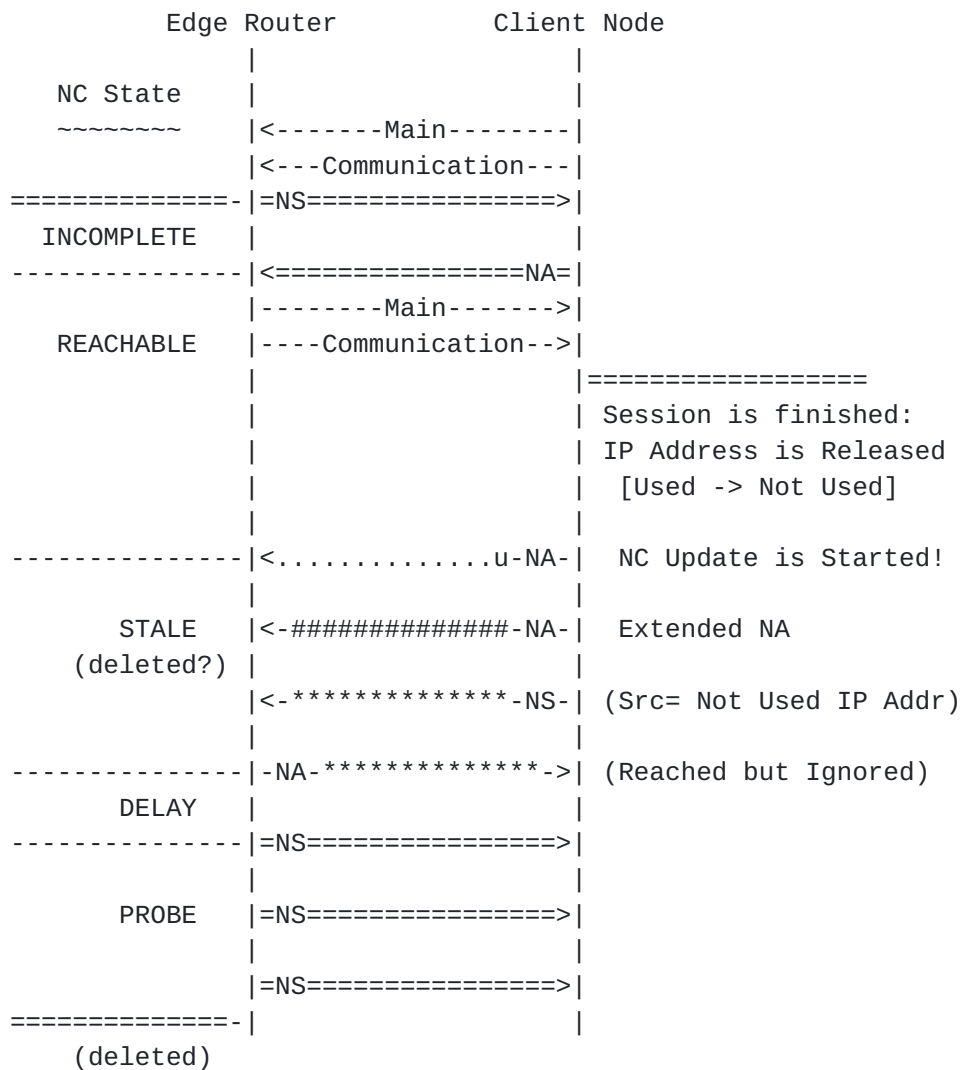 Edge Router          Client Node
               |                    |
   NC State    |                    |
   ~~~~~~~~    |<-------Main--------|
               |<---Communication---|
==============-|=NS================>|
  INCOMPLETE   |                    |
---------------|<================NA=|
               |--------Main------->|
   REACHABLE   |----Communication-->|
               |                    |==================
               |                    | Session is finished:
               |                    | IP Address is Released
               |                    |  [Used -> Not Used]
               |                    |
---------------|<..............u-NA-|  NC Update is Started!
               |                    |
       STALE   |<-##############-NA-|  Extended NA
    (deleted?) |                    |
               |<-**************-NS-| (Src= Not Used IP Addr)
               |                    |
---------------|-NA-**************->| (Reached but Ignored)
       DELAY   |                    |
---------------|=NS================>|
               |                    |
       PROBE   |=NS================>|
               |                    |
               |=NS================>|
==============-|                    |
    (deleted)